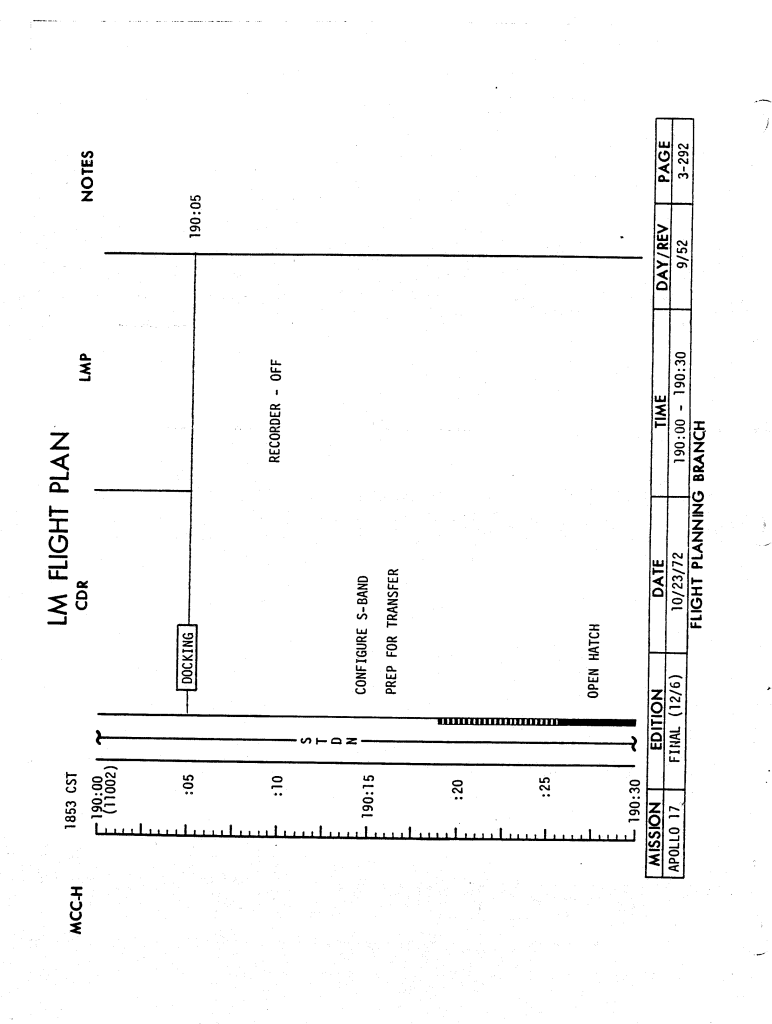 LM FLIGHT PLAN
MCC-H
1853 CST
CDR
LMP
NOTES
190:00
(11002)
:05
DOCKING
190:05
:10
RECORDER - OFF
190:15
CONFIGURE S-BAND
PREP FOR TRANSFER
:20
:25
OPEN HATCH
190:30
S
T
D
N
MISSION EDITION DATE TIME DAY/REV PAGE
APOLLO 17 FINAL (12/6) 10/23/72 190:00 - 190:30 9/52 3-292
FLIGHT PLANNING BRANCH